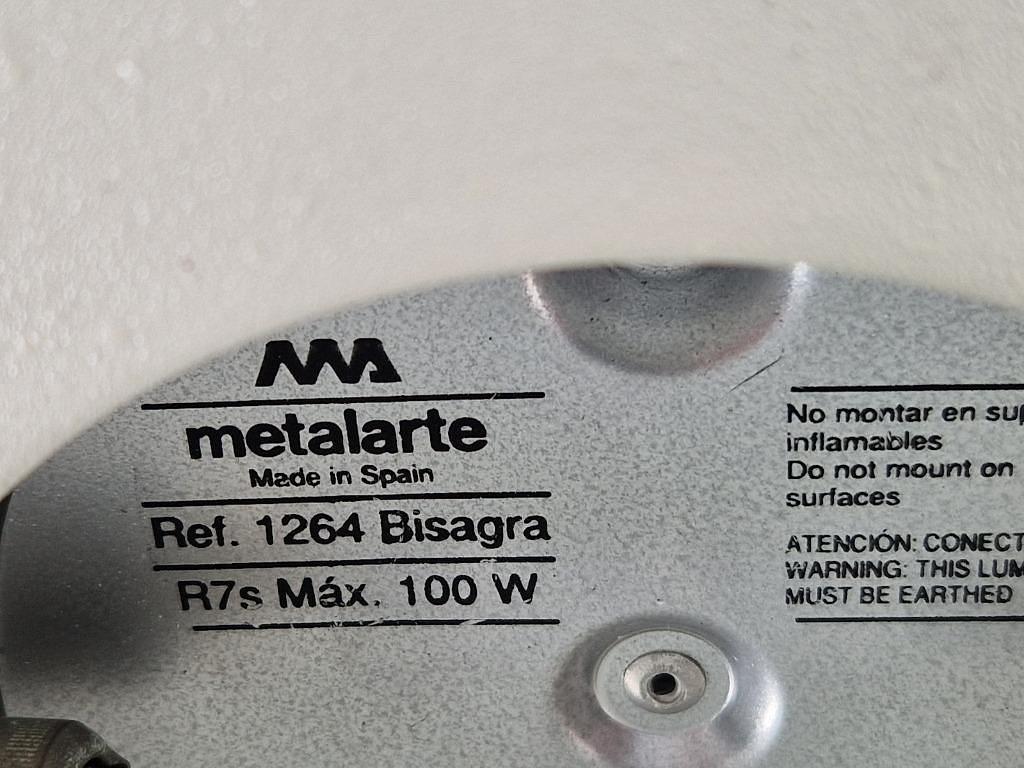 metalarte
Made in Spain
Ref. 1264 Bisagra
R7s Máx. 100 W
No montar en
inflamables
Do not mount on
surfaces
ATENCIÓN:
WARNING: THIS
MUST BE EARTHED